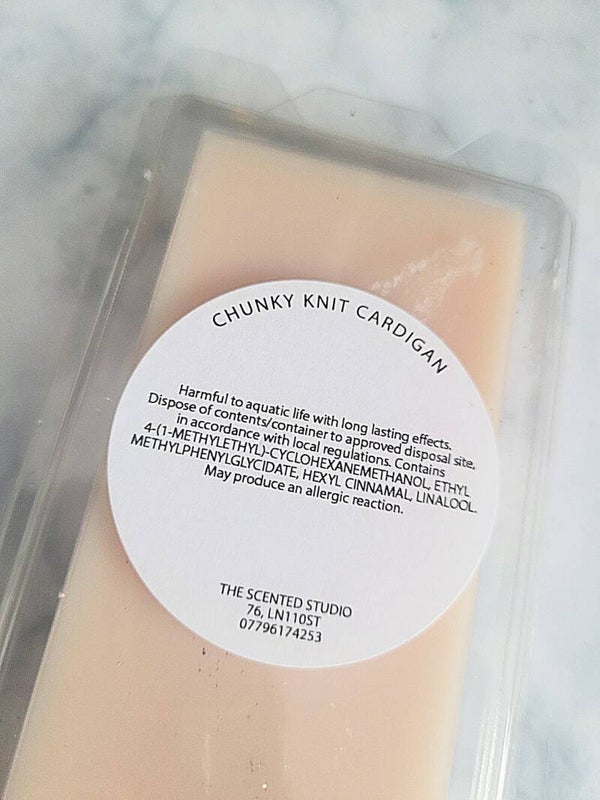 CHUNKY KNIT CARDIGAN
Harmful to aquatic life with long lasting effects.
Dispose of contents/container to approved disposal site,
in accordance with local regulations. Contains
4-(1-METHYLETHYL)-CYCLOHEXANEMETHANOL, ETHYL
METHYLPHENYLGLYCIDATE, HEXYL CINNAMAL, LINALOOL.
May produce an allergic reaction.
THE SCENTED STUDIO
76, LN110ST
07796174253